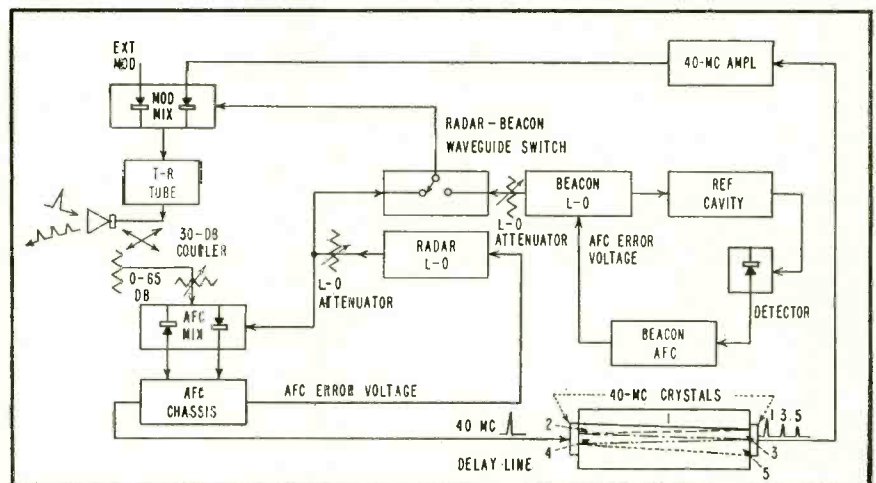 EXT
MOD
MOD
MIX
40-MC AMPL
RADAR-BEACON
WAVEGUIDE SWITCH
T-R
TUBE
BEACON
L-O
REF
CAVITY
30-DB
COUPLER
L-O
ATTENUATOR
AFC ERROR
VOLTAGE
RADAR
L-O
0-65
DB
L-O
ATTENUATOR
DETECTOR
AFC
MIX
BEACON
AFC
AFC
CHASSIS
AFC ERROR VOLTAGE
40-MC CRYSTALS
40 MC
1 3.5
2
1
4
3
5
DELAY-LINE